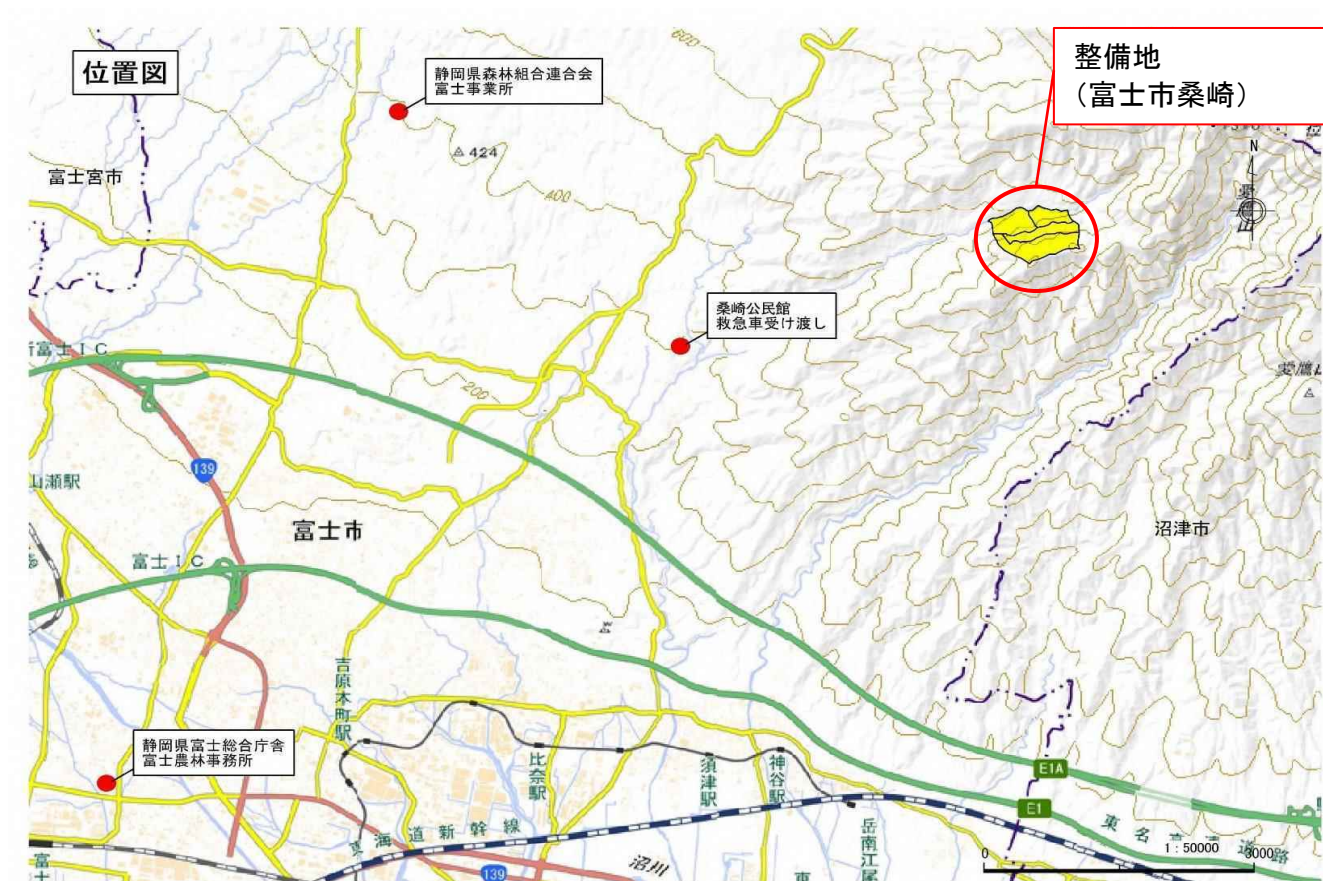 位置図
整備地
（富士市桑崎）
静岡県森林組合連合会
富士事業所
600
424
400
富士宮市
N
愛鷹山
桑崎公民館
救急車受け渡し
新富士ＩＣ
200
139
富士市
富士ＩＣ
沼津市
吉原本町駅
静岡県富士総合庁舎
富士農林事務所
比奈駅
須津駅
神谷駅
E1A
E1
東名高速道路
岳南江尾
東海道新幹線
沼川
139
1：50000
0
3000